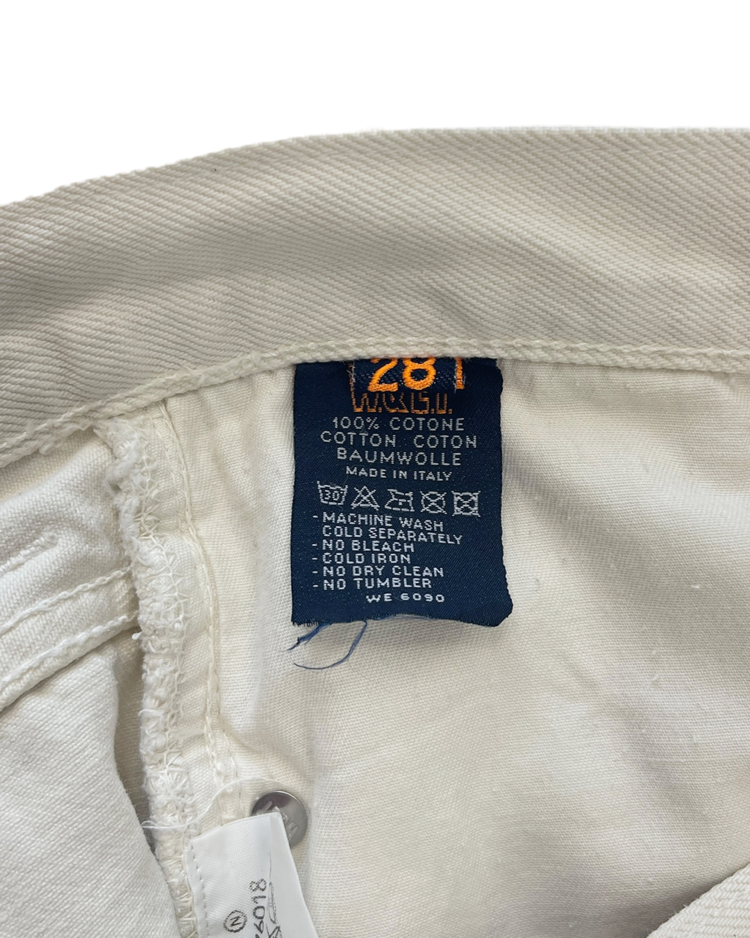 28
100% COTONE
COTTON COTON
BAUMWOLLE
MADE IN ITALY
30
- MACHINE WASH
COLD SEPARATELY
- NO BLEACH
- COLD IRON
- NO DRY CLEAN
- NO TUMBLER
WE 6090
N